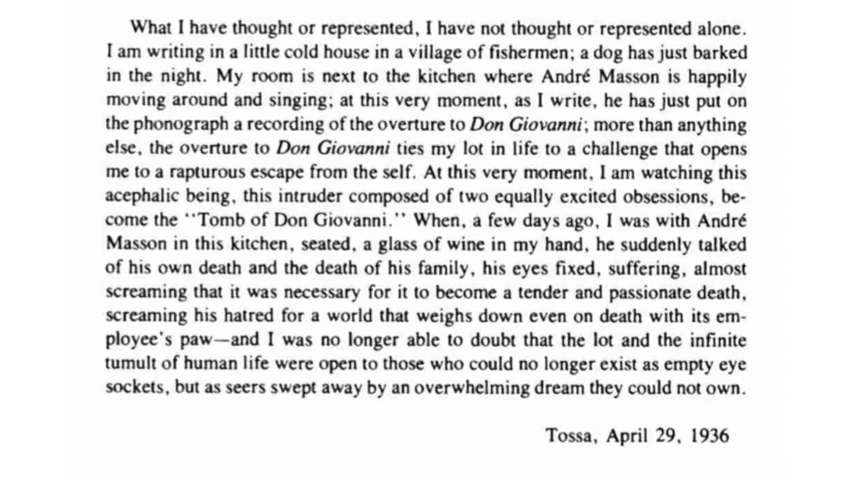 What I have thought or represented, I have not thought or represented alone.
I am writing in a little cold house in a village of fishermen; a dog has just barked
in the night. My room is next to the kitchen where André Masson is happily
moving around and singing; at this very moment, as I write, he has just put on
the phonograph a recording of the overture to Don Giovanni; more than anything
else, the overture to Don Giovanni ties my lot in life to a challenge that opens
me to a rapturous escape from the self. At this very moment, I am watching this
acephalic being, this intruder composed of two equally excited obsessions, be-
come the "Tomb of Don Giovanni." When, a few days ago, I was with André
Masson in this kitchen, seated, a glass of wine in my hand, he suddenly talked
of his own death and the death of his family, his eyes fixed, suffering, almost
screaming that it was necessary for it to become a tender and passionate death,
screaming his hatred for a world that weighs down even on death with its em-
ployee's paw—and I was no longer able to doubt that the lot and the infinite
tumult of human life were open to those who could no longer exist as empty eye
sockets, but as seers swept away by an overwhelming dream they could not own.
Tossa, April 29, 1936